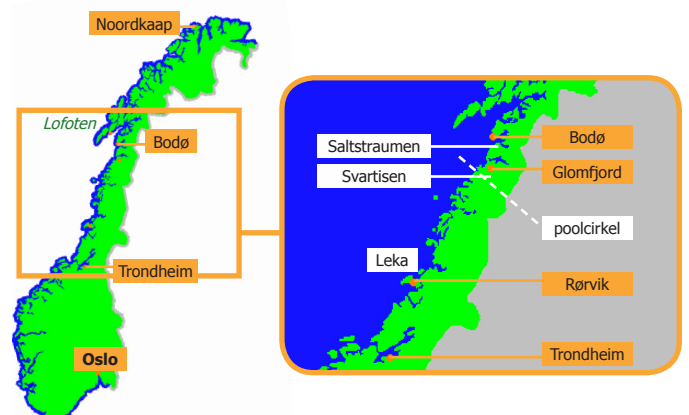 Noordkaap
Lofoten
Bodø
Trondheim
Oslo
Saltstraumen
Svartisen
Leka
Bodø
Glomfjord
poolcirkel
Rørvik
Trondheim